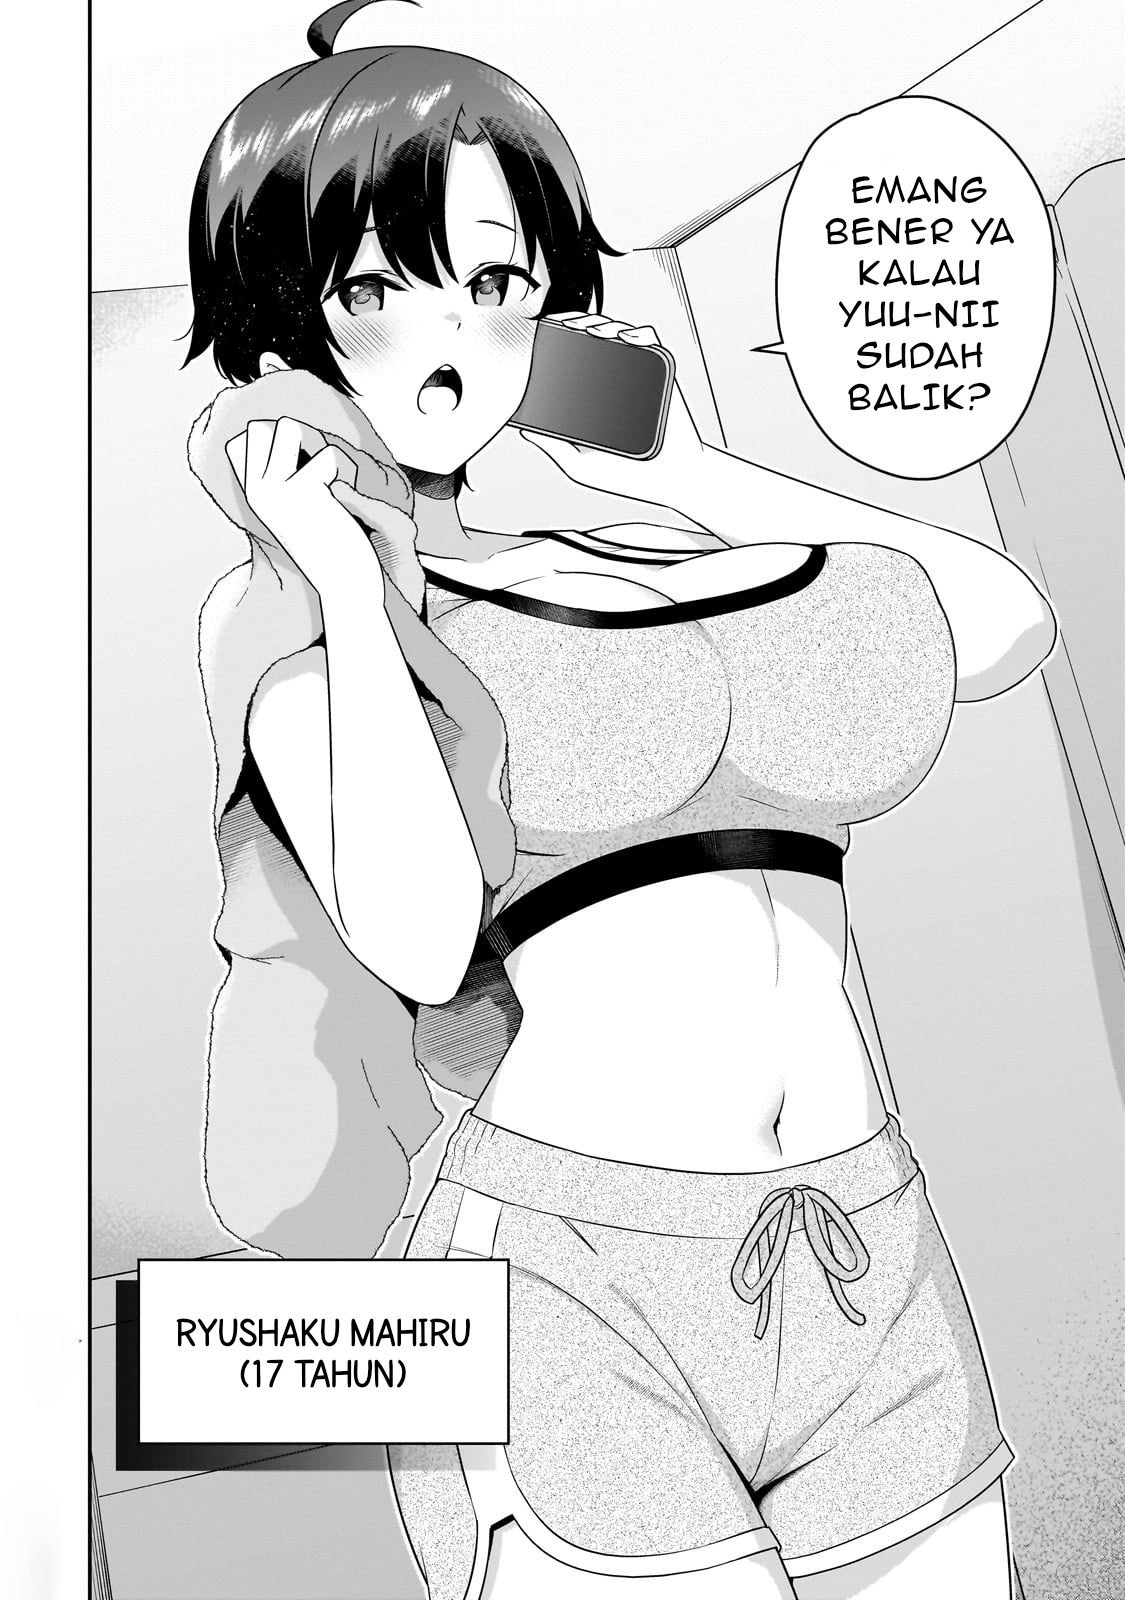 EMANG
BENER YA
KALAU
YUU-NII
SUDAH
BALIK?
RYUSHAKU MAHIRU
(17 TAHUN)